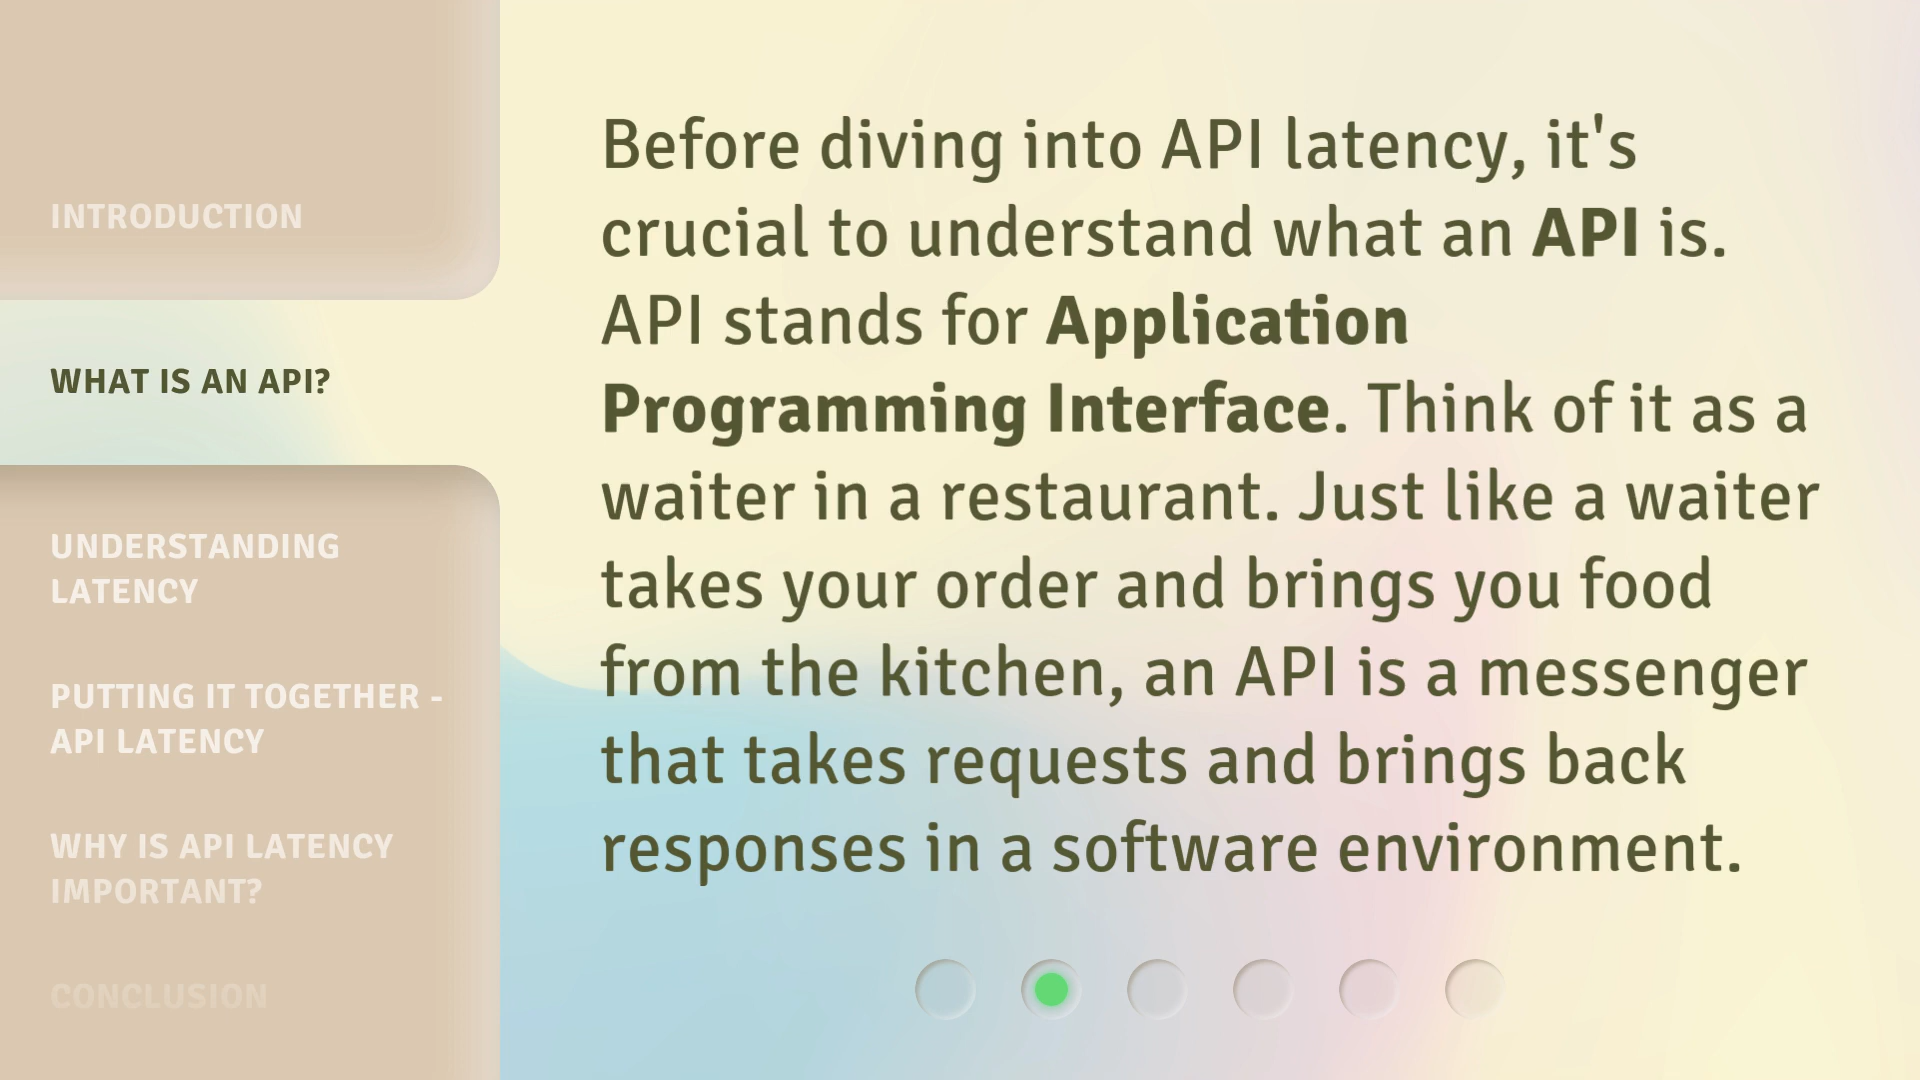 INTRODUCTION
WHAT IS AN API?
UNDERSTANDING
LATENCY
PUTTING IT TOGETHER -
API LATENCY
WHY IS API LATENCY
IMPORTANT?
CONCLUSION
Before diving into API latency, it's
crucial to understand what an API is.
API stands for Application
Programming Interface. Think of it as a
waiter in a restaurant. Just like a waiter
takes your order and brings you food
from the kitchen, an API is a messenger
that takes requests and brings back
responses in a software environment.